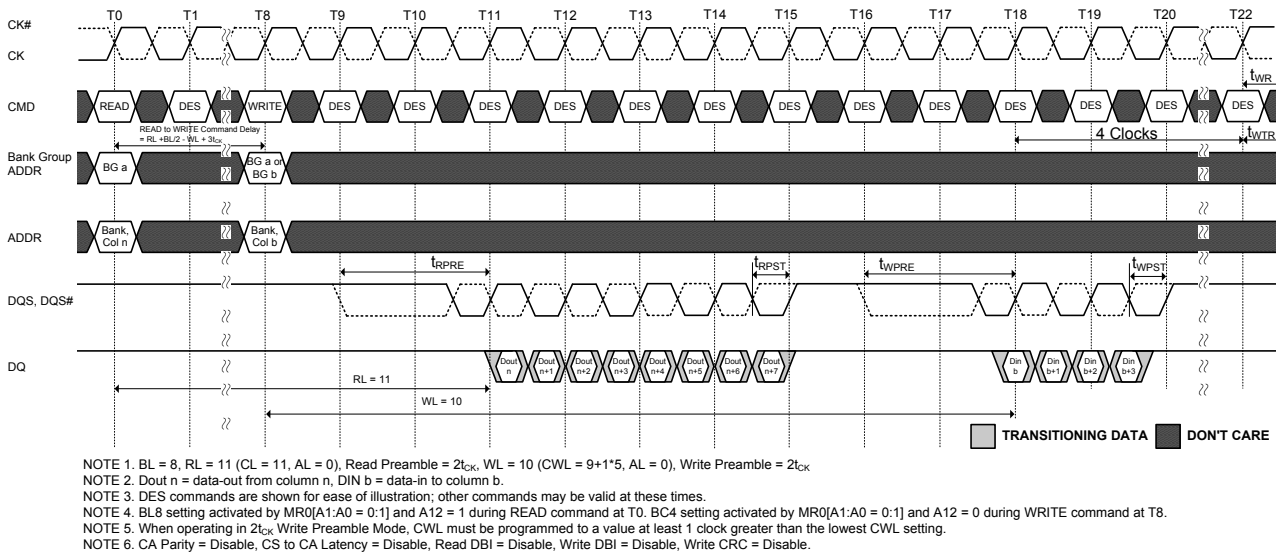 T0 T1 T8 T9 T10 T11 T12 T13 T14 T15 T16 T17 T18 T19 T20 T22
CK#
CK
tWR
CMD READ DES WRITE DES DES DES DES DES DES DES DES DES DES DES DES DES
READ to WRITE Command Delay
= RL +BL/2 - WL + 3tCK
4 Clocks
tWTR
Bank Group
ADDR
BG a
BG a or
BG b
ADDR
Bank,
Col n
Bank,
Col b
tRPRE tRPST tWPRE tWPST
DQS, DQS#
DQ
Dout
n
Dout
n+1
Dout
n+2
Dout
n+3
Dout
n+4
Dout
n+5
Dout
n+6
Dout
n+7
Din
b
Din
b+1
Din
b+2
Din
b+3
RL = 11
WL = 10
TRANSITIONING DATA DON'T CARE
NOTE 1. BL = 8, RL = 11 (CL = 11, AL = 0), Read Preamble = 2tCK, WL = 10 (CWL = 9+1*5, AL = 0), Write Preamble = 2tCK
NOTE 2. Dout n = data-out from column n, DIN b = data-in to column b.
NOTE 3. DES commands are shown for ease of illustration; other commands may be valid at these times.
NOTE 4. BL8 setting activated by MR0[A1:A0 = 0:1] and A12 = 1 during READ command at T0. BC4 setting activated by MR0[A1:A0 = 0:1] and A12 = 0 during WRITE command at T8.
NOTE 5. When operating in 2tCK Write Preamble Mode, CWL must be programmed to a value at least 1 clock greater than the lowest CWL setting.
NOTE 6. CA Parity = Disable, CS to CA Latency = Disable, Read DBI = Disable, Write DBI = Disable, Write CRC = Disable.